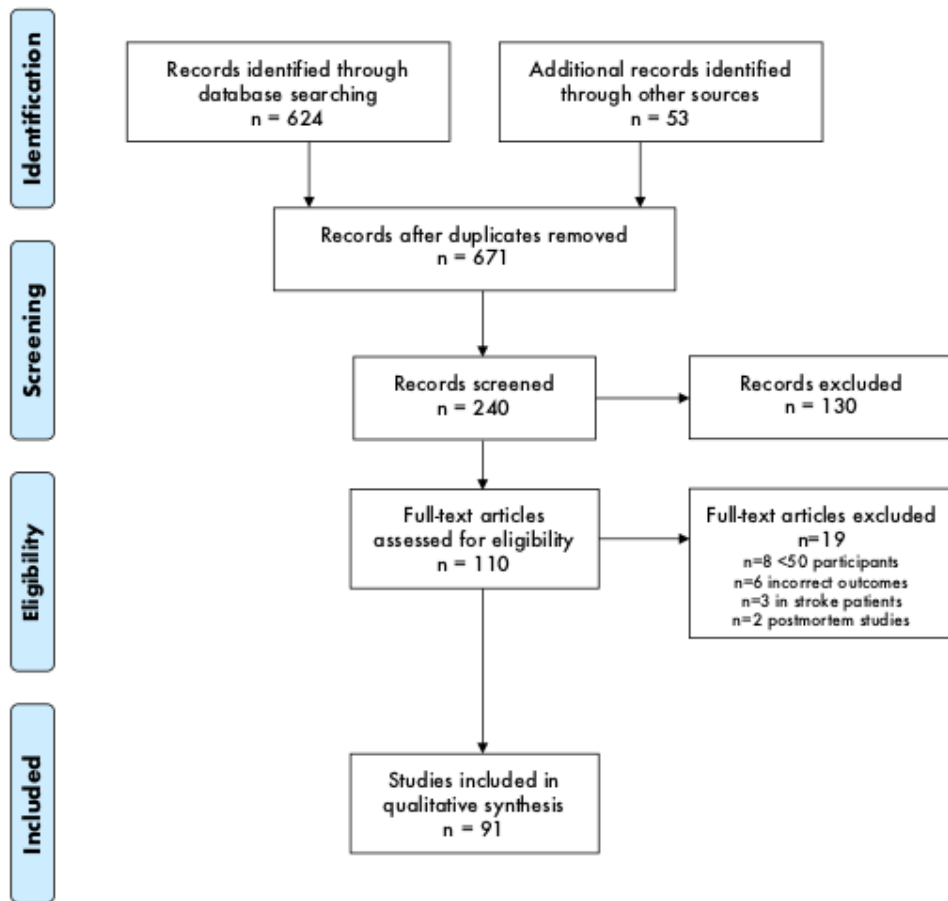 Identification
Records identified through
database searching
n = 624
Additional records identified
through other sources
n = 53
Records after duplicates removed
n = 671
Screening
Records screened
n = 240
Records excluded
n = 130
Eligibility
Full-text articles
assessed for eligibility
n = 110
Full-text articles excluded
n=19
n=8 <50 participants
n=6 incorrect outcomes
n=3 in stroke patients
n=2 postmortem studies
Included
Studies included in
qualitative synthesis
n = 91